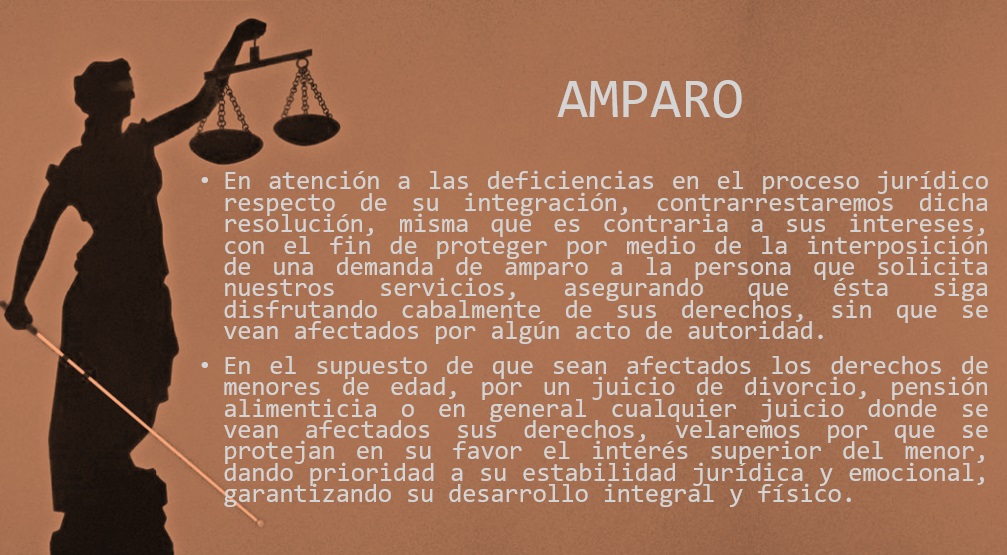 AMPARO
• En atención a las deficiencias en el proceso jurídico
respecto de su integración, contrarrestaremos dicha
resolución, misma que es contraria a sus intereses,
con el fin de proteger por medio de la interposición
de una demanda de amparo a la persona que solicita
nuestros servicios, asegurando que ésta siga
disfrutando cabalmente de sus derechos, sin que se
vean afectados por algún acto de autoridad.
• En el supuesto de que sean afectados los derechos de
menores de edad, por un juicio de divorcio, pensión
alimenticia o en general cualquier juicio donde se
vean afectados sus derechos, velaremos por que se
protejan en su favor el interés superior del menor,
dando prioridad a su estabilidad jurídica y emocional,
garantizando su desarrollo integral y físico.